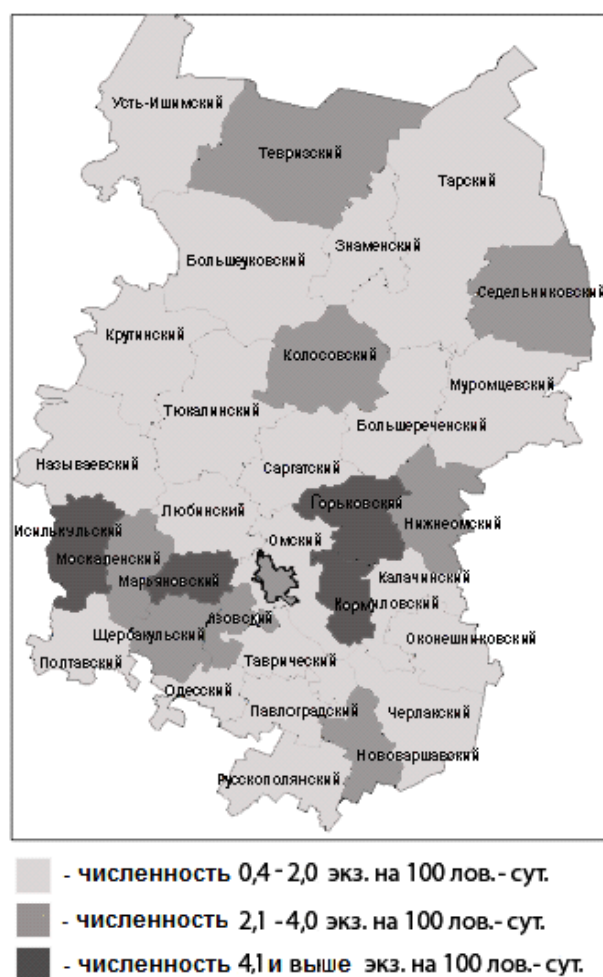 Усть-Ишимский
Тевризский
Тарский
Знаменский
Большеуковский
Седельниковский
Крутинский
Колосовский
Муромцевский
Тюкалинский
Большереченский
Называевский
Саргатский
Горьковский
Любинский
Нижнеомский
Исилькульский
Омский
Москаленский
Калачинский
Марьяновский
Кормиловский
Азовский
Щербакульский
Оконешниковский
Полтавский
Таврический
Одесский
Павлоградский
Черлакский
Нововаршавский
Русскополянский
- численность 0,4 - 2,0 экз. на 100 лов.- сут.
- численность 2,1 - 4,0 экз. на 100 лов.- сут.
- численность 4,1 и выше экз. на 100 лов.- сут.